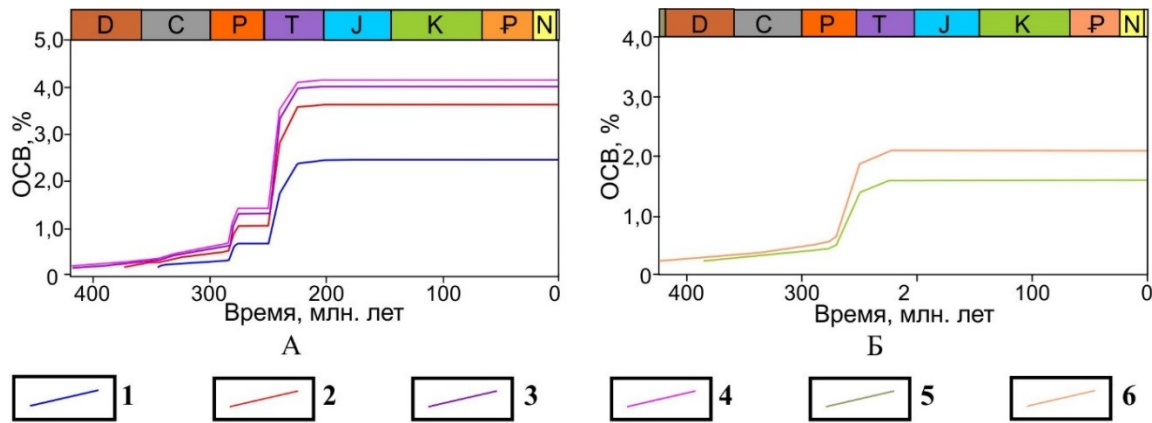 D C P T J K ₽ N
D C P T J K ₽ N
5,0
4,0
3,0
2,0
1,0
0
ОСВ, %
400 300 200 100 0
Время, млн. лет
А
4,0
3,0
2,0
1,0
0
ОСВ, %
400 300 2 100 0
Время, млн. лет
Б
1 2 3 4 5 6